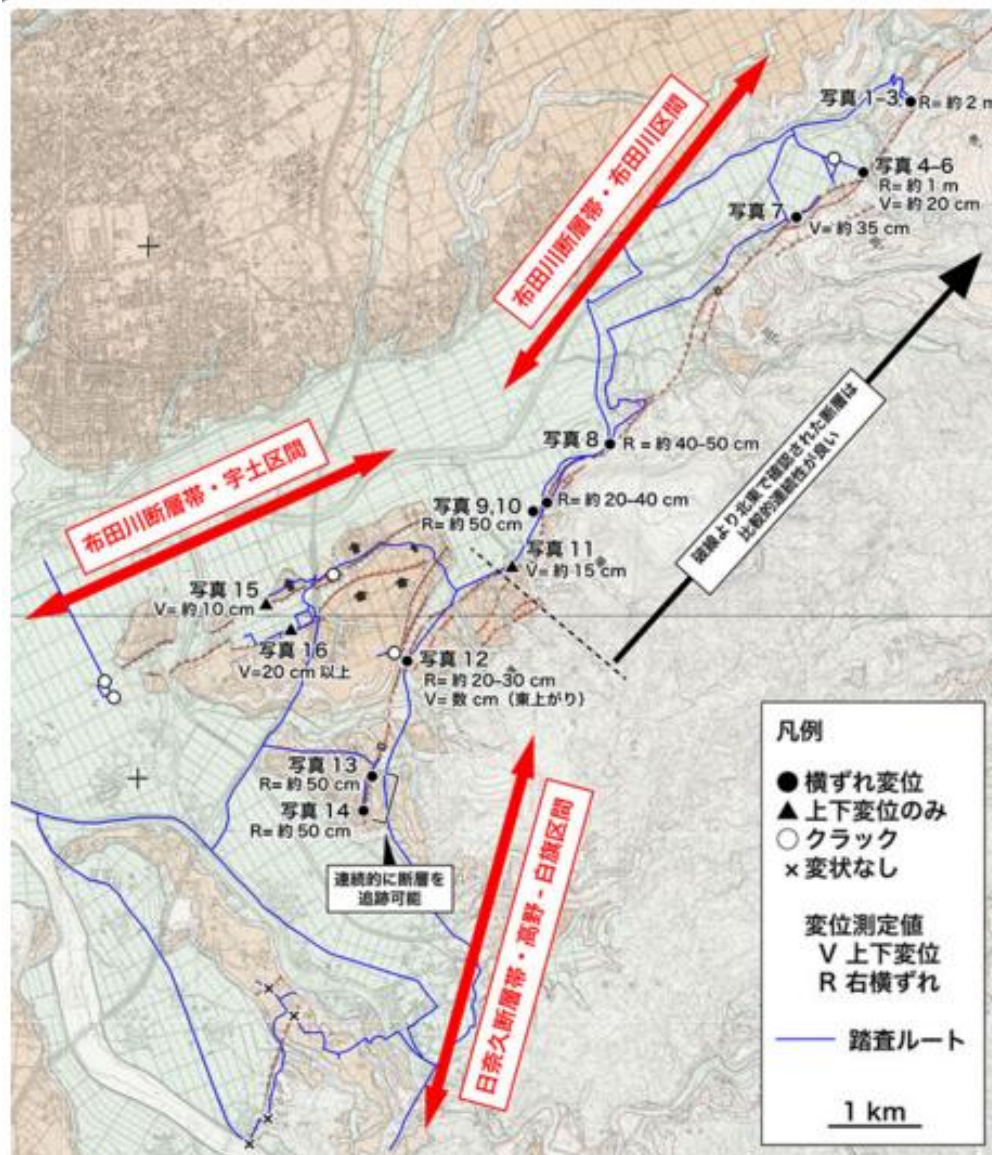 布田川断層帯・布田川区間
写真 1–3
R= 約 2 m
写真 4–6
R= 約 1 m
V= 約 20 cm
写真 7
V= 約 35 cm
破線より北東で確認された断層は
比較的連続性が良い
写真 8
R = 約 40–50 cm
布田川断層帯・宇土区間
R= 約 20–40 cm
写真 9,10
R= 約 50 cm
写真 11
V= 約 15 cm
写真 15
V= 約 10 cm
写真 16
V=20 cm 以上
写真 12
R= 約 20–30 cm
V= 数 cm（東上がり）
写真 13
R= 約 50 cm
写真 14
R= 約 50 cm
連続的に断層を
追跡可能
日奈久断層帯・高野 - 白旗区間
凡例
横ずれ変位
上下変位のみ
クラック
変状なし
変位測定値
V 上下変位
R 右横ずれ
踏査ルート
1 km